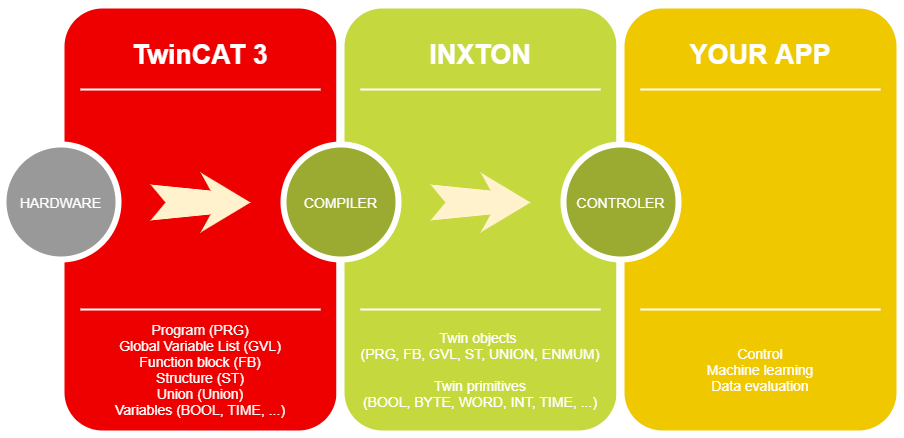 TwinCAT 3
INXTON
YOUR APP
HARDWARE
COMPILER
CONTROLER
Program (PRG)
Global Variable List (GVL)
Function block (FB)
Structure (ST)
Union (Union)
Variables (BOOL, TIME, ...)
Twin objects
(PRG, FB, GVL, ST, UNION, ENMUM)
Twin primitives
(BOOL, BYTE, WORD, INT, TIME, ...)
Control
Machine learning
Data evaluation